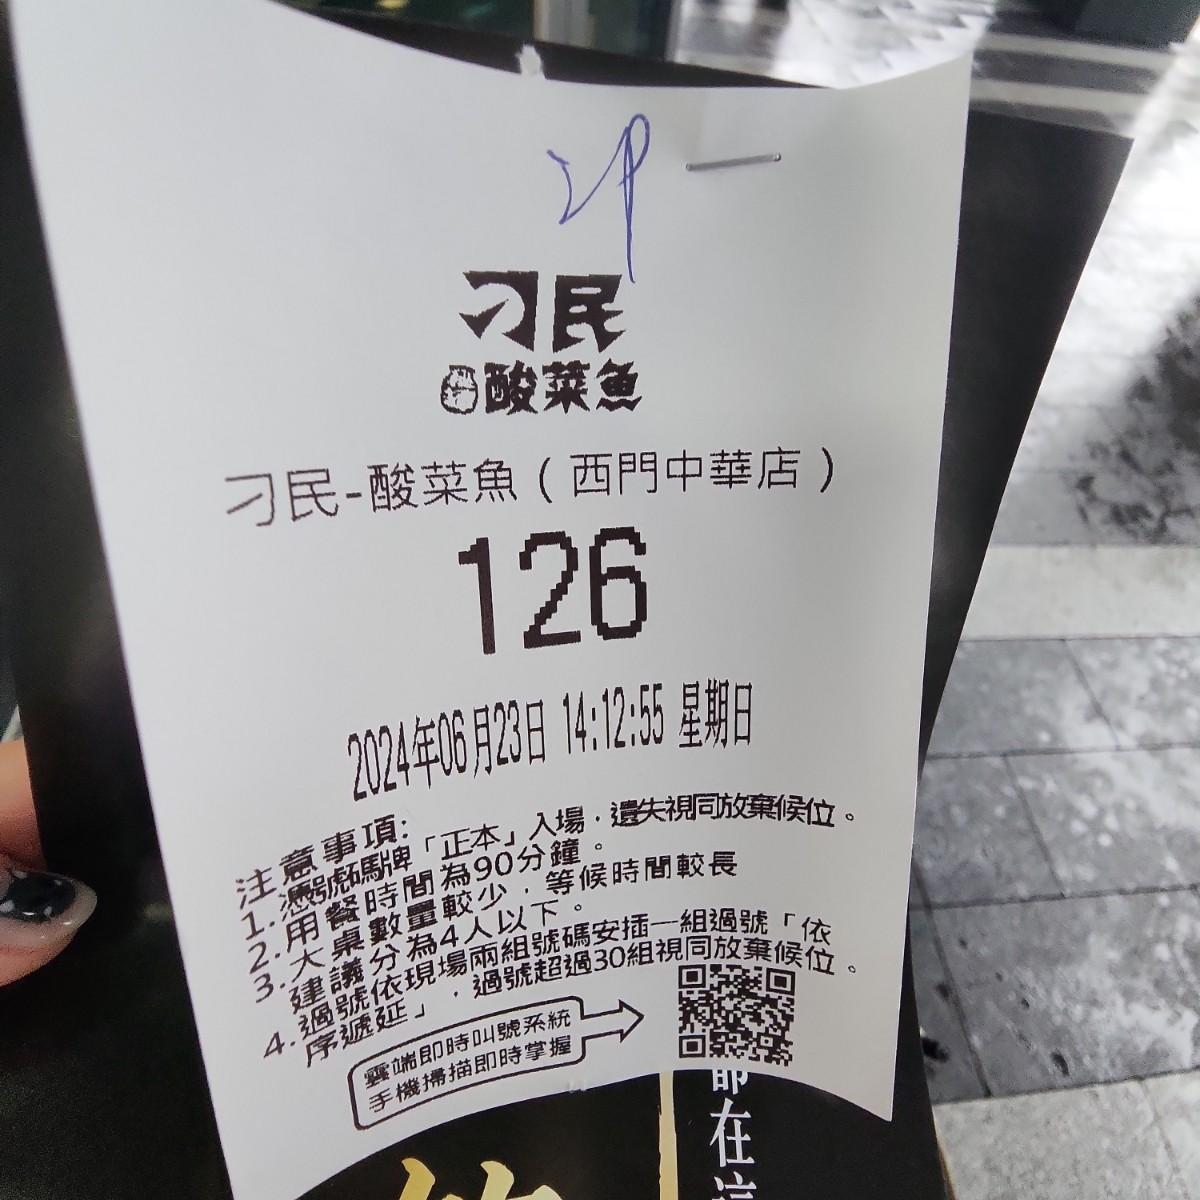 2P
刁民
酸菜魚
刁民-酸菜魚（西門中華店）
126
2024年06月23日 14:12:55 星期日
注意事項:
1.憑號碼牌「正本」入場，遺失視同放棄候位。
2.用餐時間為90分鐘。
3.大桌數量較少，等候時間較長
建議分為4人以下。
4.過號依現場兩組號碼安插一組過號「依
序遞延」，過號超過30組視同放棄候位。
雲端即時叫號系統
手機掃描即時掌握
都在這